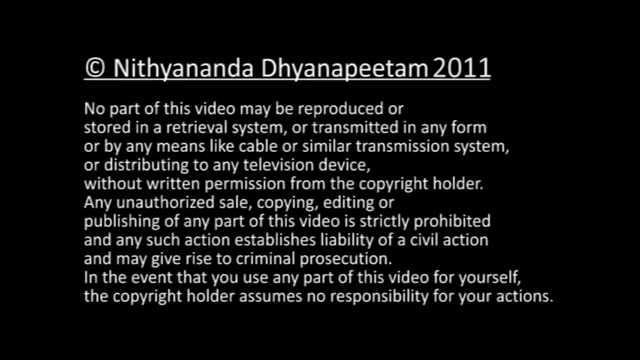 © Nithyananda Dhyanapeetam 2011
No part of this video may be reproduced or
stored in a retrieval system, or transmitted in any form
or by any means like cable or similar transmission system,
or distributing to any television device,
without written permission from the copyright holder.
Any unauthorized sale, copying, editing or
publishing of any part of this video is strictly prohibited
and any such action establishes liability of a civil action
and may give rise to criminal prosecution.
In the event that you use any part of this video for yourself,
the copyright holder assumes no responsibility for your actions.